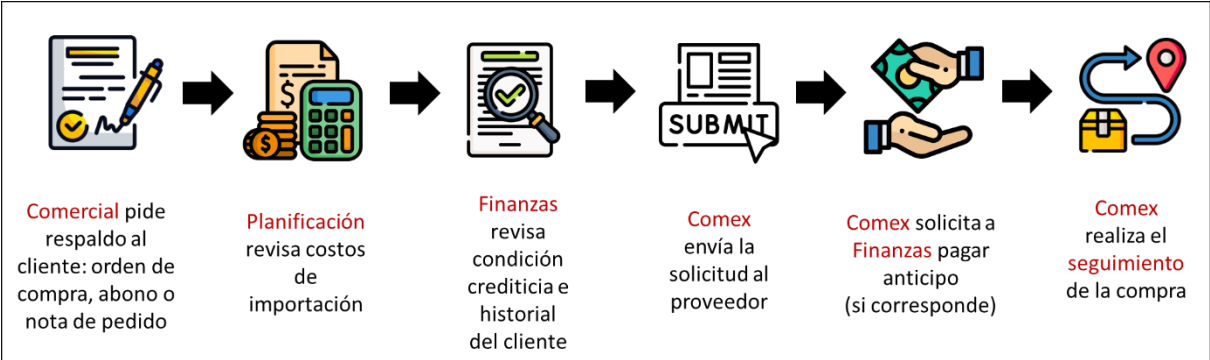 Comercial pide
respaldo al
cliente: orden de
compra, abono o
nota de pedido
$
$
Planificación
revisa costos
de
importación
Finanzas
revisa
condición
crediticia e
historial
del cliente
SUBMIT
Comex
envía la
solicitud al
proveedor
Comex solicita a
Finanzas pagar
anticipo
(si corresponde)
Comex
realiza el
seguimiento
de la compra